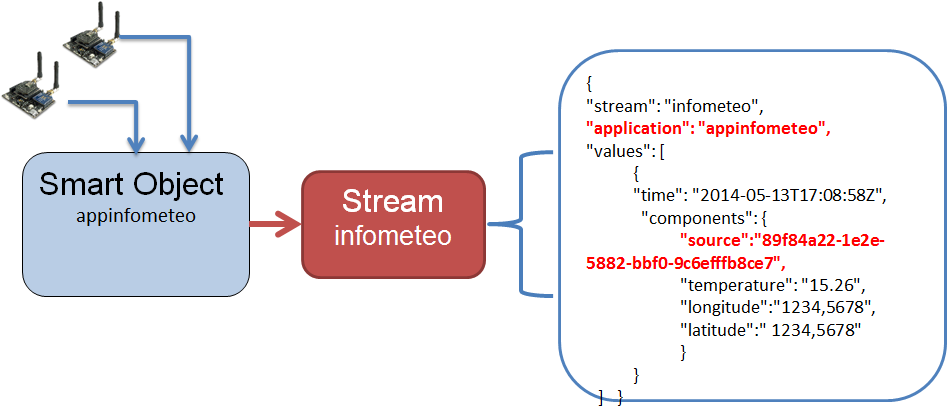 Smart Object
appinfometeo
Stream
infometeo
{
"stream": "infometeo",
"application": "appinfometeo",
"values": [
{
"time": "2014-05-13T17:08:58Z",
"components": {
"source":"89f84a22-1e2e-
5882-bbf0-9c6efffb8ce7",
"temperature": "15.26",
"longitude":"1234,5678",
"latitude":" 1234,5678"
}
}
] }